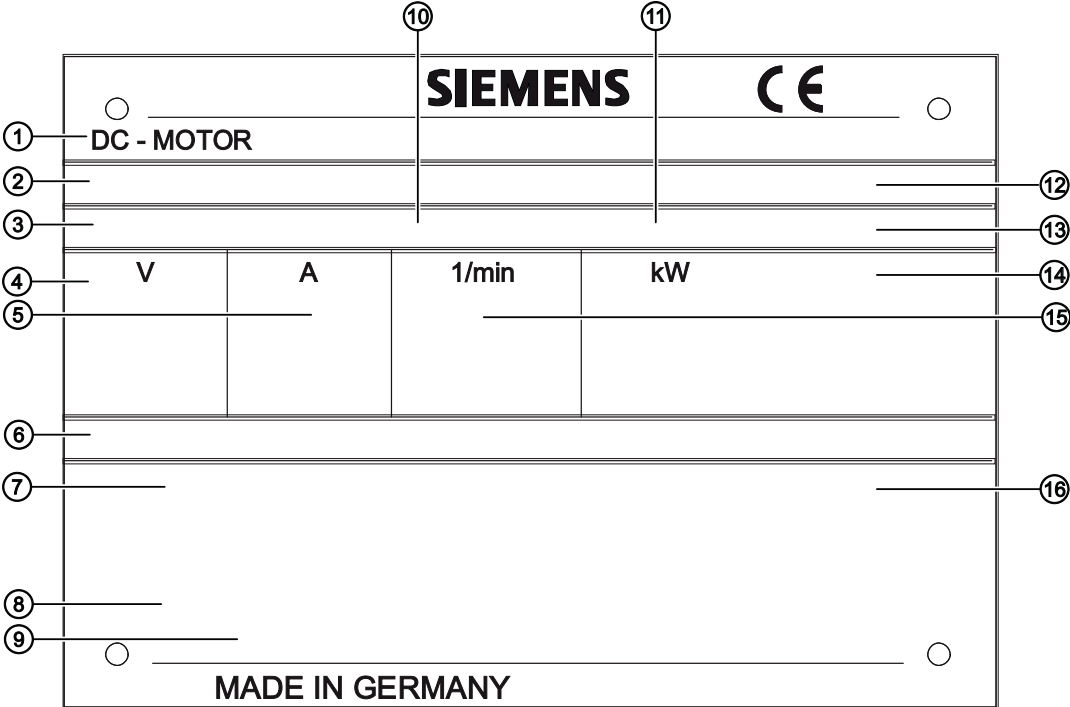 ⑩ ⑪
SIEMENS CE
① DC - MOTOR
② ⑫
③ ⑬
④ V A 1/min kW ⑭
⑤ ⑮
⑥
⑦ ⑯
⑧
⑨
MADE IN GERMANY